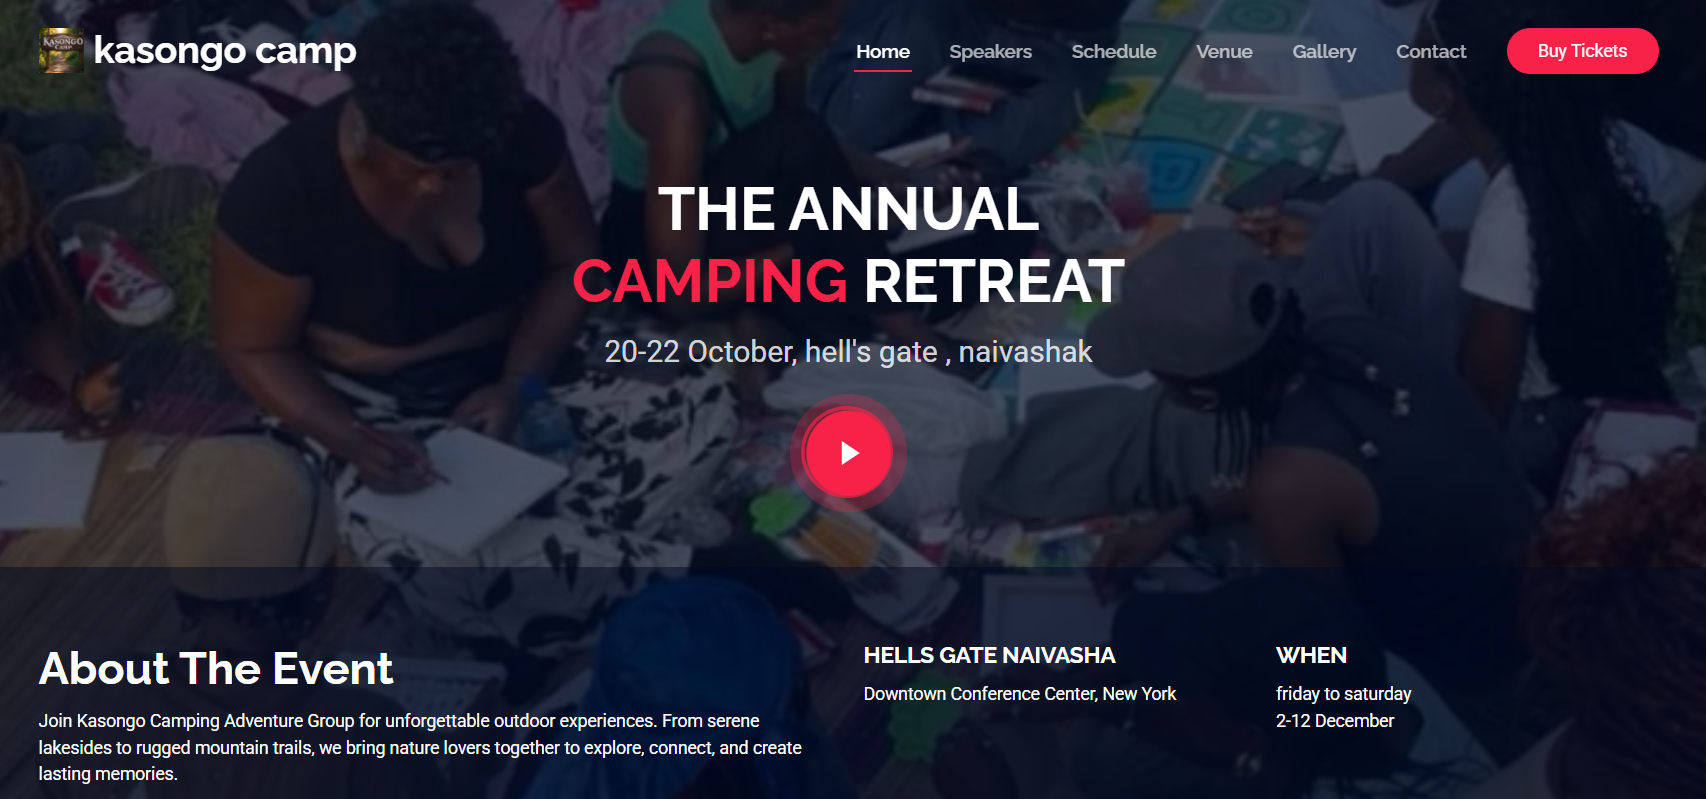 KASONGO
CAMP
kasongo camp
Home
Speakers
Schedule
Venue
Gallery
Contact
Buy Tickets
THE ANNUAL
CAMPING RETREAT
20-22 October, hell's gate , naivashak
About The Event
Join Kasongo Camping Adventure Group for unforgettable outdoor experiences. From serene
lakesides to rugged mountain trails, we bring nature lovers together to explore, connect, and create
lasting memories.
HELLS GATE NAIVASHA
Downtown Conference Center, New York
WHEN
friday to saturday
2-12 December